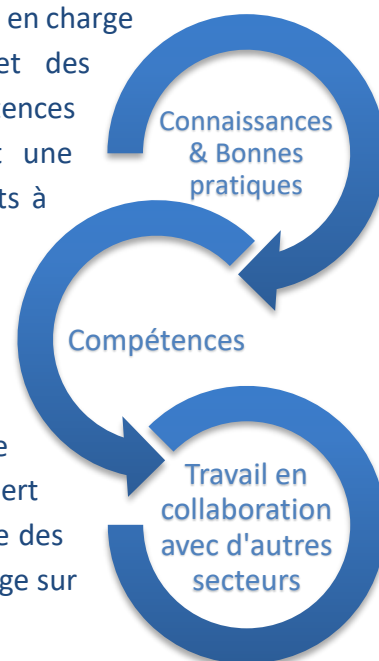 en charge
et des
tences
une
ts à
Connaissances
& Bonnes
pratiques
Compétences
e
ert
e des
ge sur
Travail en
collaboration
avec d'autres
secteurs